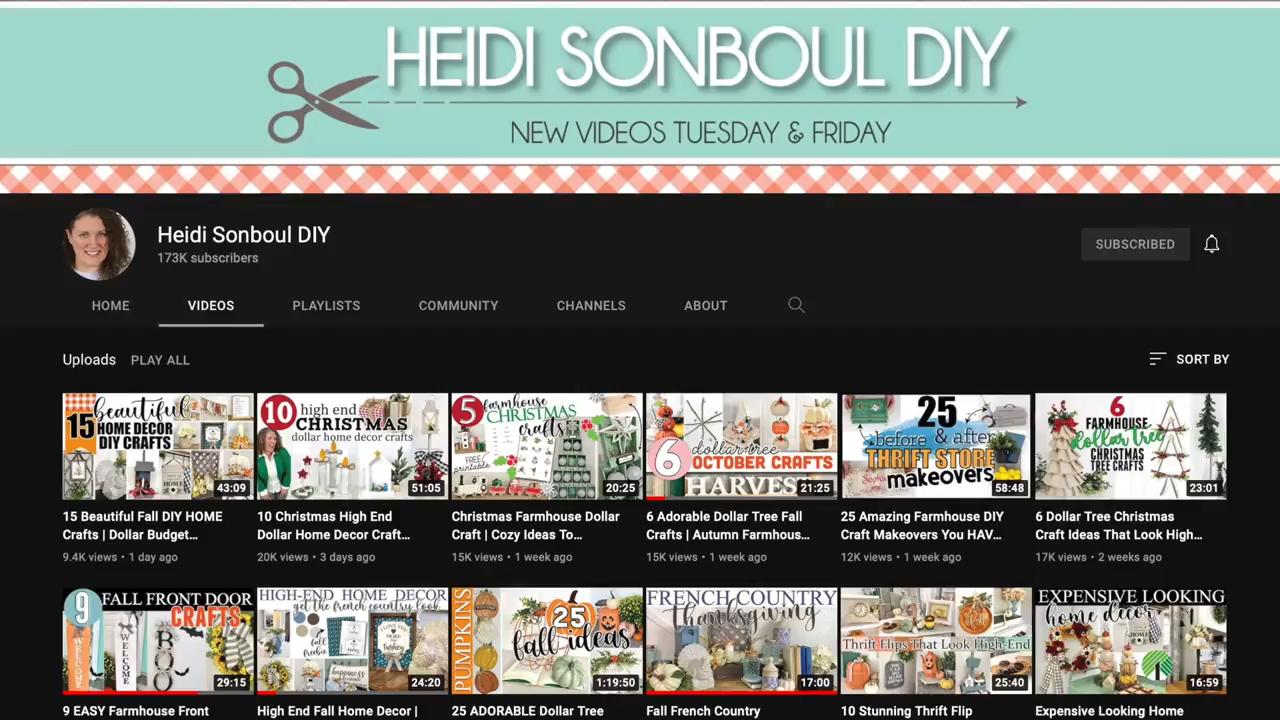 HEIDI SONBOUL DIY
NEW VIDEOS TUESDAY & FRIDAY
Heidi Sonboul DIY
173K subscribers
SUBSCRIBED
HOME VIDEOS PLAYLISTS COMMUNITY CHANNELS ABOUT
Uploads PLAY ALL
SORT BY
15 beautiful
HOME DECOR
DIY CRAFTS
43:09
10 high end
CHRISTMAS
dollar home decor crafts
51:05
5 farmhouse
CHRISTMAS
crafts
FREE
printable
20:25
6 dollar tree
OCTOBER CRAFTS
HARVEST
21:25
25
before & after
THRIFT STORE
makeovers
58:48
6
FARMHOUSE
dollar tree
CHRISTMAS
TREE CRAFTS
23:01
15 Beautiful Fall DIY HOME
Crafts | Dollar Budget...
9.4K views • 1 day ago
10 Christmas High End
Dollar Home Decor Craft...
20K views • 3 days ago
Christmas Farmhouse Dollar
Craft | Cozy Ideas To...
15K views • 1 week ago
6 Adorable Dollar Tree Fall
Crafts | Autumn Farmhous...
15K views • 1 week ago
25 Amazing Farmhouse DIY
Craft Makeovers You HAV...
12K views • 1 week ago
6 Dollar Tree Christmas
Craft Ideas That Look High...
17K views • 2 weeks ago
9 FALL FRONT DOOR
CRAFTS
WELCOME
WELCOME
BOO
29:15
HIGH-END HOME DECOR
get the french country look
fall
freebie
24:20
PUMPKINS
25
fall ideas
1:19:50
FRENCH COUNTRY
thanksgiving
17:00
Thrift Flips That Look High-End
25:40
EXPENSIVE LOOKING
home decor
HOME
16:59
9 EASY Farmhouse Front
High End Fall Home Decor |
25 ADORABLE Dollar Tree
Fall French Country
10 Stunning Thrift Flip
Expensive Looking Home